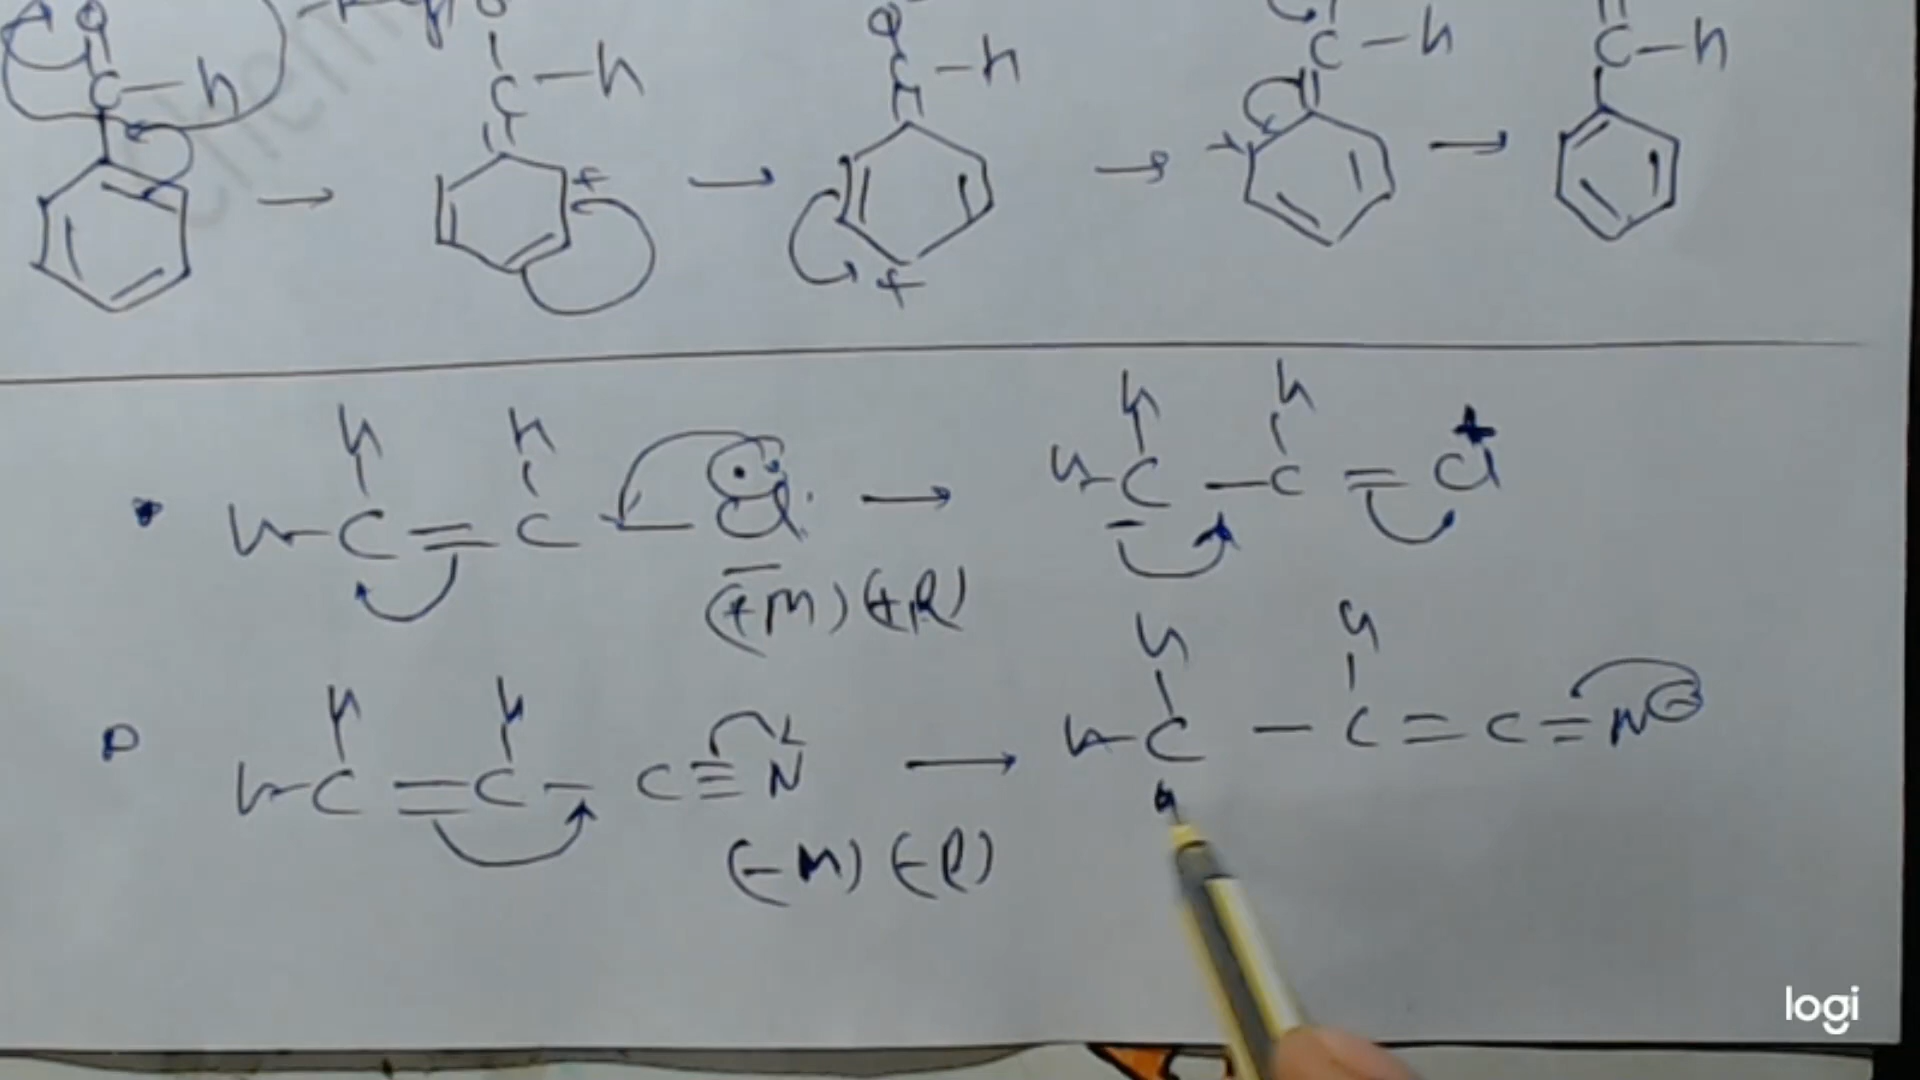 C-H
C-H
C-H
C-H
C-H
+
+
+
H H
H-C=C-Cl → H-C-C=Cl
H H
+
-
(+M) (+R)
H H
H-C=C-C≡N → H-C-C=C=N
H H
(-M) (-R)
logi